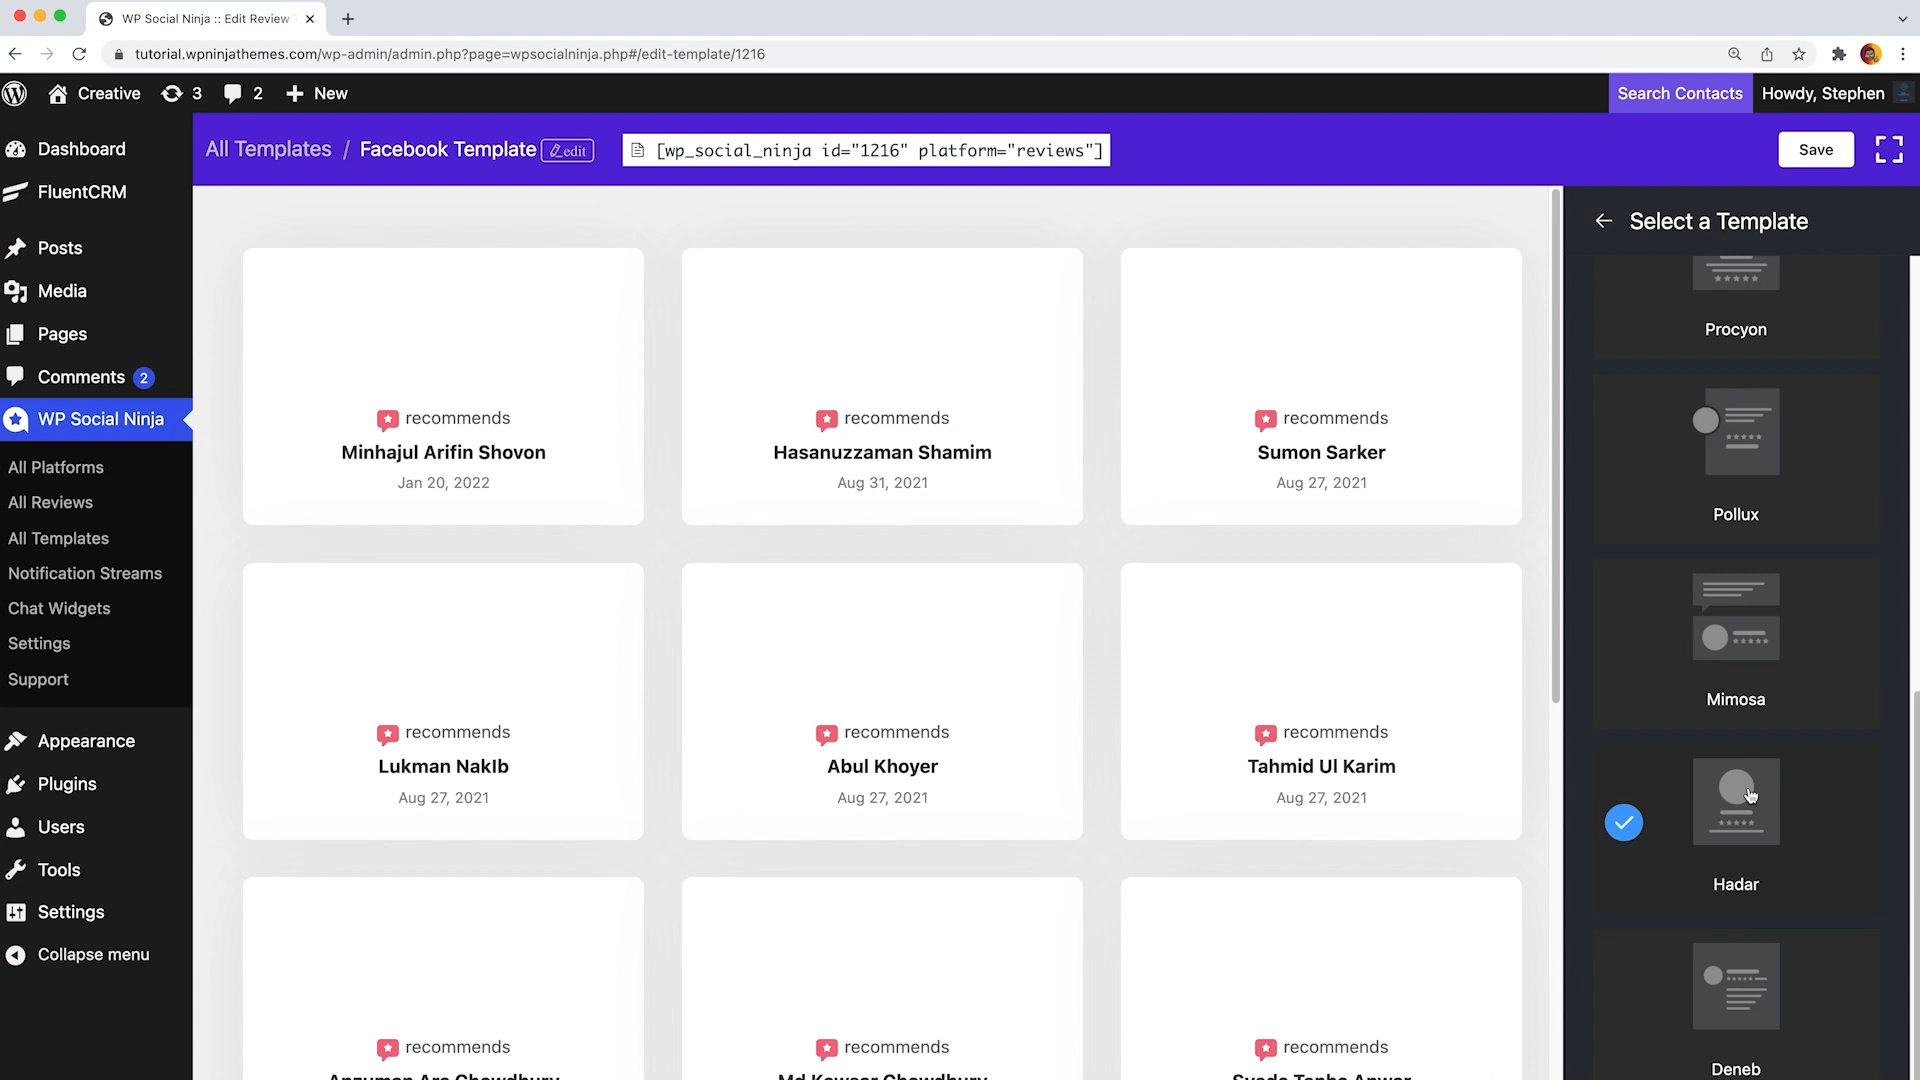 WP Social Ninja :: Edit Review
tutorial.wpninjathemes.com/wp-admin/admin.php?page=wpsocialninja.php#/edit-template/1216
Creative 3 2 New
Search Contacts Howdy, Stephen
Dashboard
FluentCRM
Posts
Media
Pages
Comments 2
WP Social Ninja
All Platforms
All Reviews
All Templates
Notification Streams
Chat Widgets
Settings
Support
Appearance
Plugins
Users
Tools
Settings
Collapse menu
All Templates / Facebook Template edit
[wp_social_ninja id="1216" platform="reviews"]
Save
recommends
Minhajul Arifin Shovon
Jan 20, 2022
recommends
Hasanuzzaman Shamim
Aug 31, 2021
recommends
Sumon Sarker
Aug 27, 2021
recommends
Lukman NakIb
Aug 27, 2021
recommends
Abul Khoyer
Aug 27, 2021
recommends
Tahmid Ul Karim
Aug 27, 2021
recommends
recommends
recommends
Select a Template
Procyon
Pollux
Mimosa
Hadar
Deneb